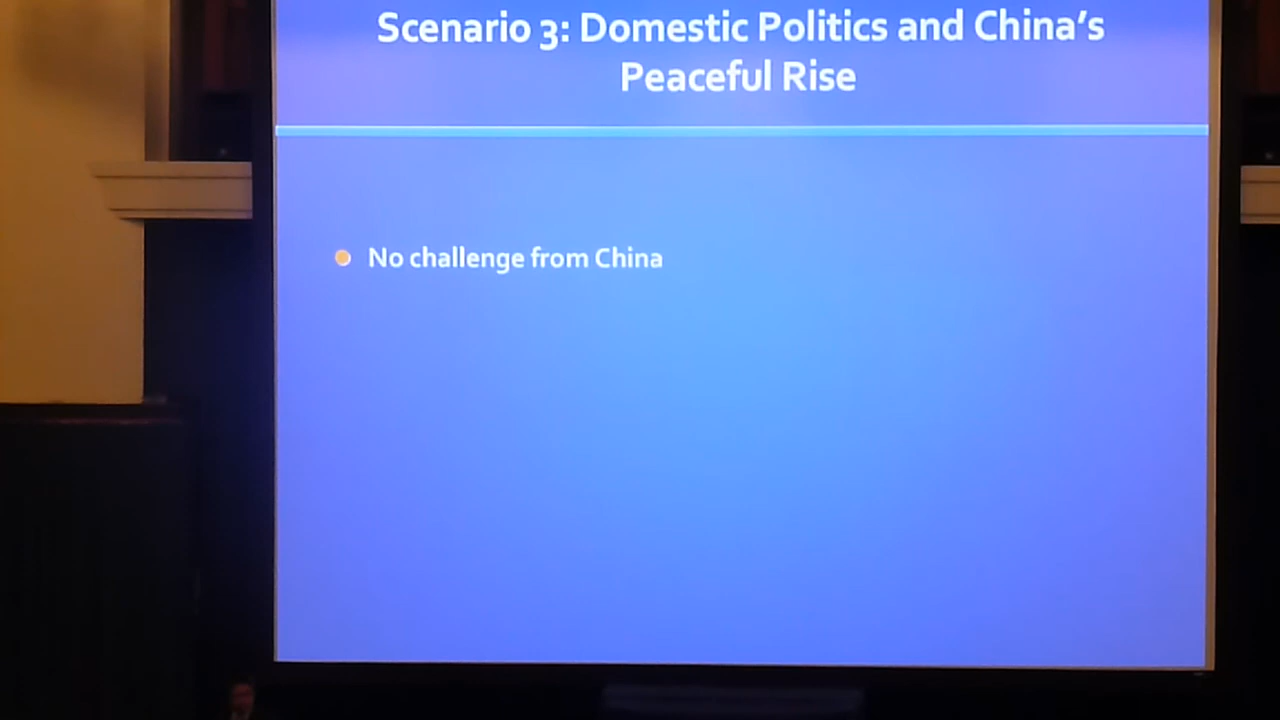 Scenario 3: Domestic Politics and China’s
Peaceful Rise
No challenge from China